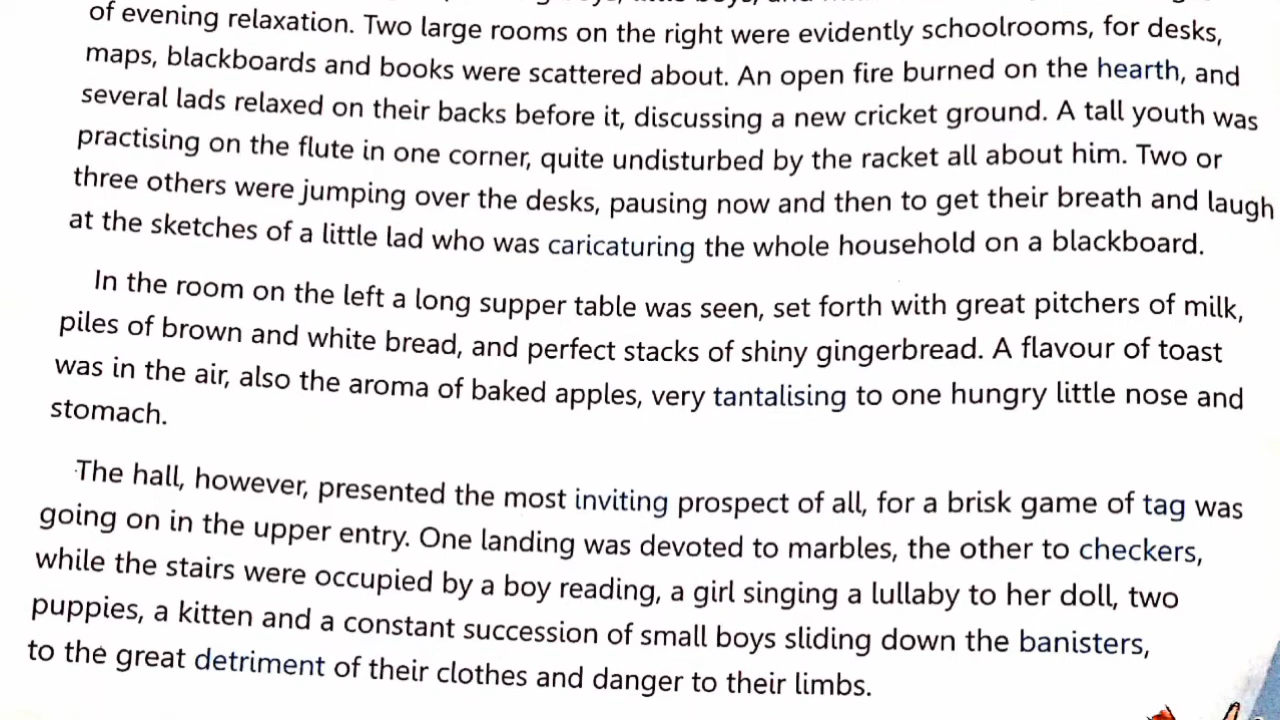 of evening relaxation. Two large rooms on the right were evidently schoolrooms, for desks,
maps, blackboards and books were scattered about. An open fire burned on the hearth, and
several lads relaxed on their backs before it, discussing a new cricket ground. A tall youth was
practising on the flute in one corner, quite undisturbed by the racket all about him. Two or
three others were jumping over the desks, pausing now and then to get their breath and laugh
at the sketches of a little lad who was caricaturing the whole household on a blackboard.
In the room on the left a long supper table was seen, set forth with great pitchers of milk,
piles of brown and white bread, and perfect stacks of shiny gingerbread. A flavour of toast
was in the air, also the aroma of baked apples, very tantalising to one hungry little nose and
stomach.
The hall, however, presented the most inviting prospect of all, for a brisk game of tag was
going on in the upper entry. One landing was devoted to marbles, the other to checkers,
while the stairs were occupied by a boy reading, a girl singing a lullaby to her doll, two
puppies, a kitten and a constant succession of small boys sliding down the banisters,
to the great detriment of their clothes and danger to their limbs.